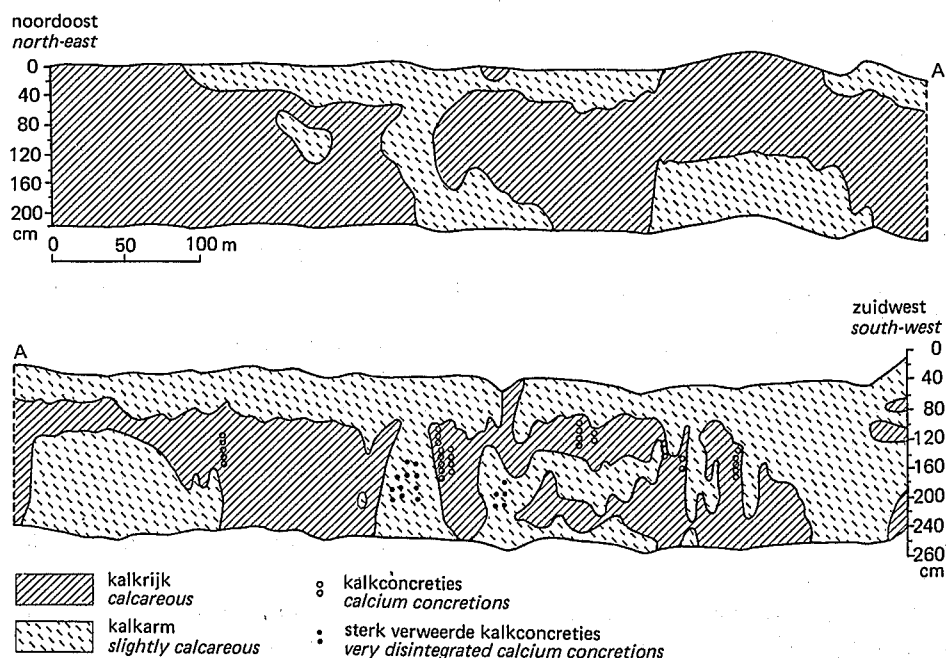 noordoost
north-east
0
40
80
120
160
200
cm
0 50 100 m
A
zuidwest
south-west
A
0
40
80
120
160
200
240
260
cm
kalkrijk
calcareous
kalkarm
slightly calcareous
kalkconcreties
calcium concretions
sterk verweerde kalkconcreties
very disintegrated calcium concretions